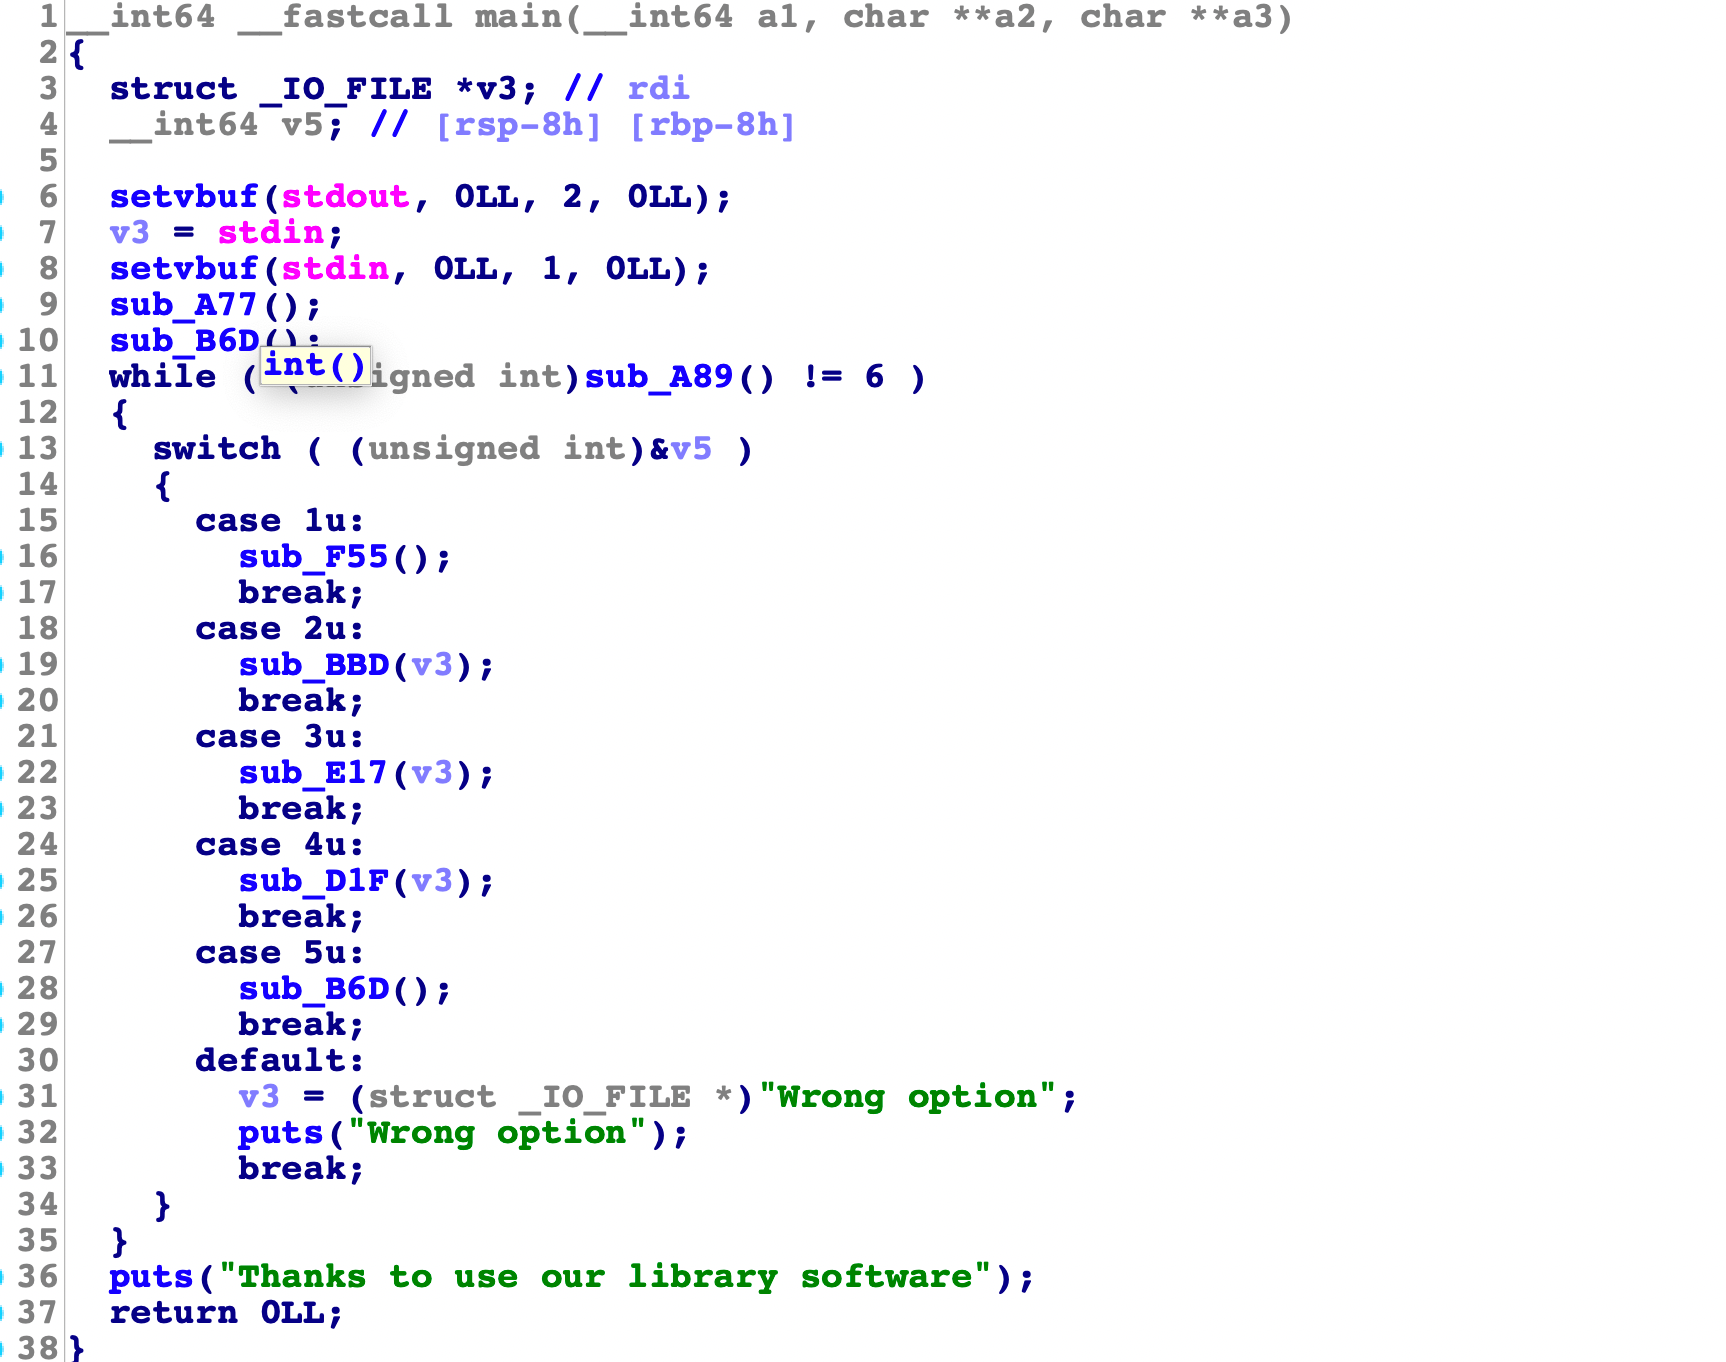 1 __int64 __fastcall main(__int64 a1, char **a2, char **a3)
2 {
3 struct _IO_FILE *v3; // rdi
4 __int64 v5; // [rsp-8h] [rbp-8h]
5
6 setvbuf(stdout, 0LL, 2, 0LL);
7 v3 = stdin;
8 setvbuf(stdin, 0LL, 1, 0LL);
9 sub_A77();
10 sub_B6D();
int()
11 while ( (unsigned int)sub_A89() != 6 )
12 {
13 switch ( (unsigned int)&v5 )
14 {
15 case 1u:
16 sub_F55();
17 break;
18 case 2u:
19 sub_BBD(v3);
20 break;
21 case 3u:
22 sub_E17(v3);
23 break;
24 case 4u:
25 sub_D1F(v3);
26 break;
27 case 5u:
28 sub_B6D();
29 break;
30 default:
31 v3 = (struct _IO_FILE *)"Wrong option";
32 puts("Wrong option");
33 break;
34 }
35 }
36 puts("Thanks to use our library software");
37 return 0LL;
38 }